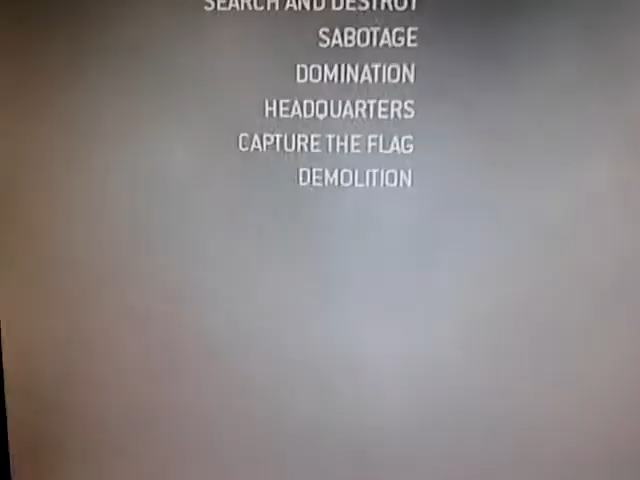 SEARCH AND DESTROY
SABOTAGE
DOMINATION
HEADQUARTERS
CAPTURE THE FLAG
DEMOLITION